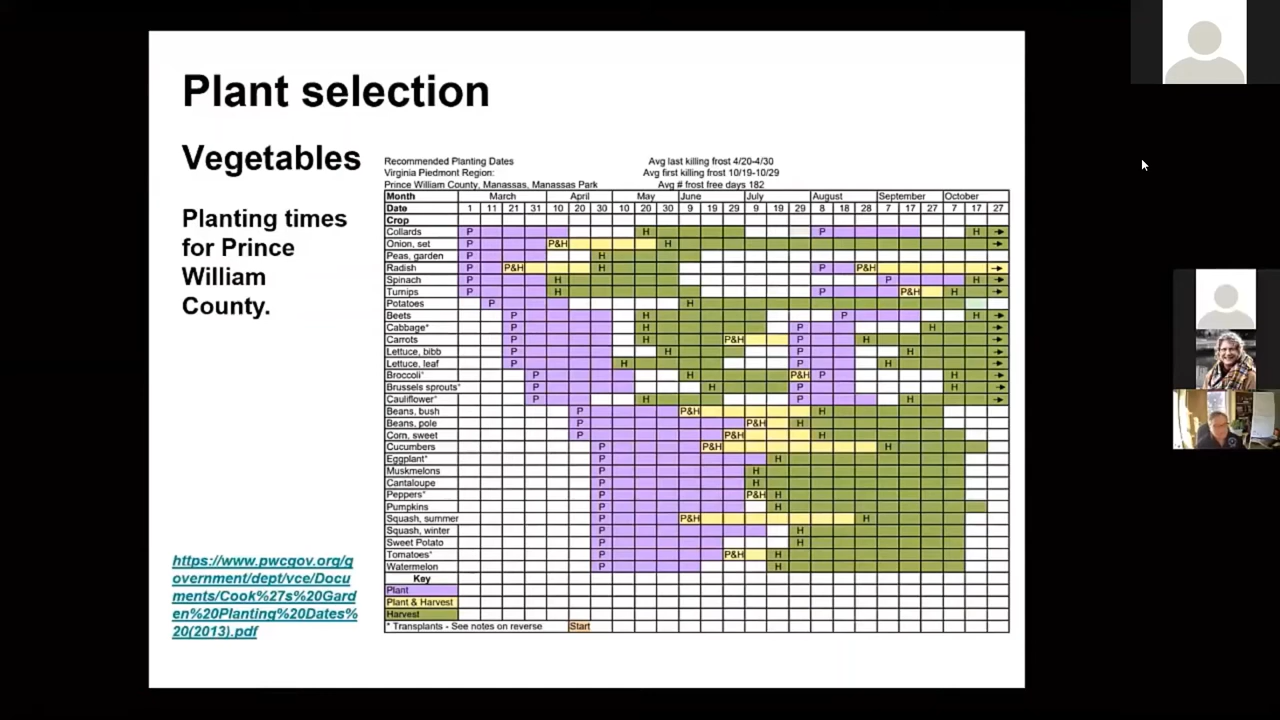 Plant selection
Vegetables
Planting times
for Prince
William
County.
https://www.pwcgov.org/g
overnment/dept/vce/Docu
ments/Cook%27s%20Gard
en%20Planting%20Dates%
20(2013).pdf
Recommended Planting Dates Avg last killing frost 4/20-4/30
Virginia Piedmont Region: Avg first killing frost 10/19-10/29
Prince William County, Manassas, Manassas Park Avg # frost free days 182
Month March April May June July August September October
Date 1 11 21 31 10 20 30 10 20 30 9 19 29 9 19 29 8 18 28 7 17 27 7 17 27
Crop
Collards P H P H →
Onion, set P P&H H →
Peas, garden P H
Radish P P&H H P P&H →
Spinach P H P H →
Turnips P H P P&H H →
Potatoes P H
Beets P H P H →
Cabbage* P H P H →
Carrots P H P&H P H →
Lettuce, bibb P H P H →
Lettuce, leaf P H P H →
Broccoli* P H P&H P H →
Brussels sprouts* P H P H →
Cauliflower* P H P H →
Beans, bush P P&H H
Beans, pole P P&H H
Corn, sweet P P&H H
Cucumbers P P&H H
Eggplant* P H
Muskmelons P H
Cantaloupe P H
Peppers* P P&H H
Pumpkins P H
Squash, summer P P&H H
Squash, winter P H
Sweet Potato P H
Tomatoes* P P&H H
Watermelon P H
Key
Plant
Plant & Harvest
Harvest
* Transplants - See notes on reverse Start